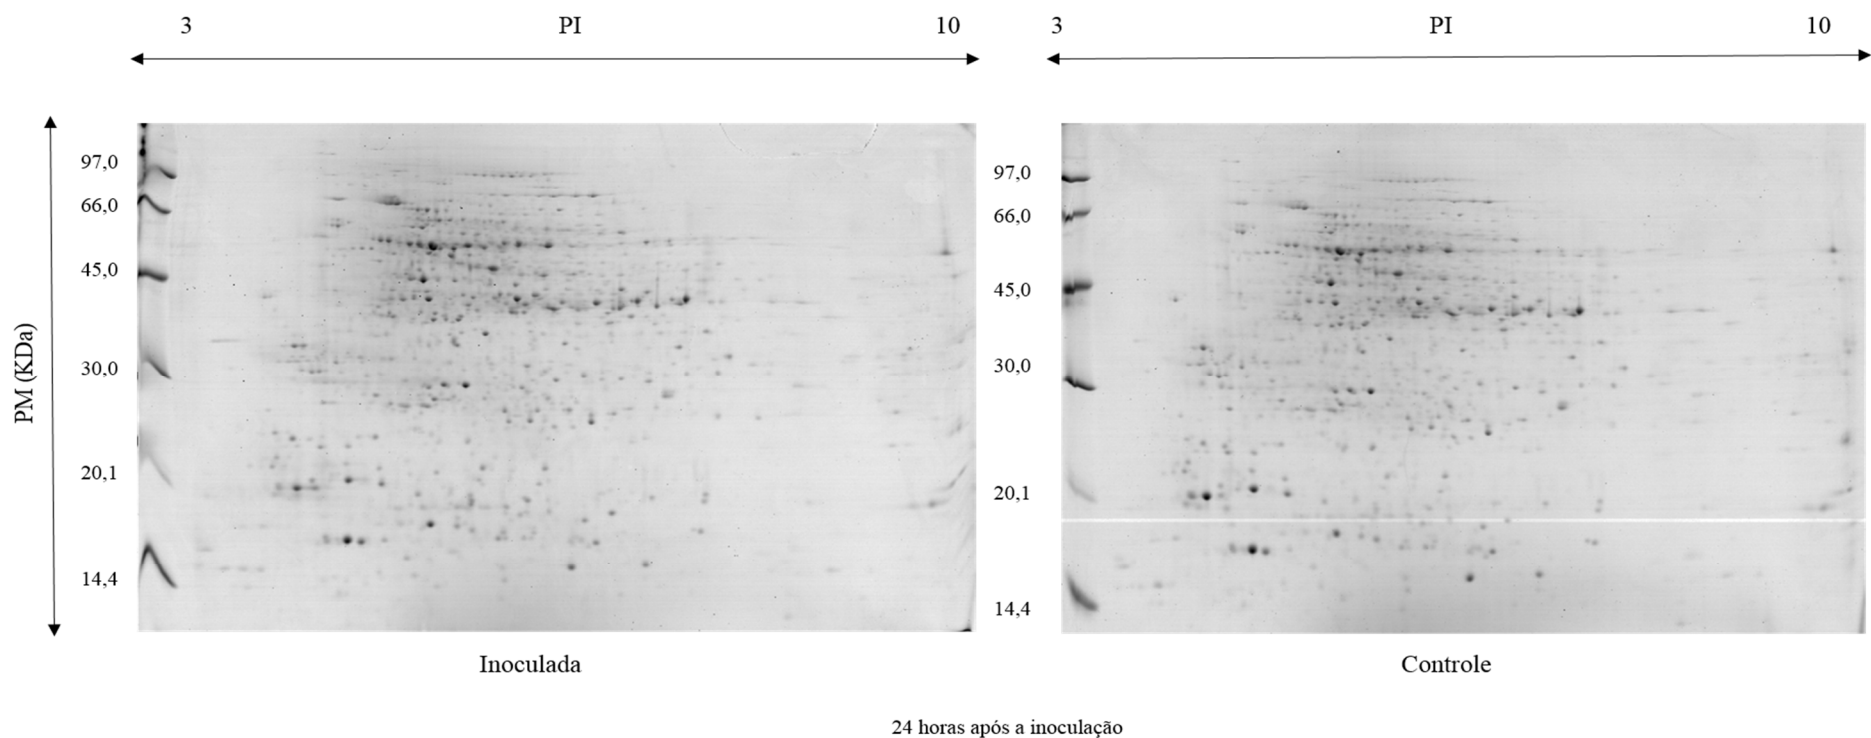 3 PI 10
3 PI 10
PM (KDa)
97,0
66,0
45,0
30,0
20,1
14,4
97,0
66,0
45,0
30,0
20,1
14,4
Inoculada
Controle
24 horas após a inoculação